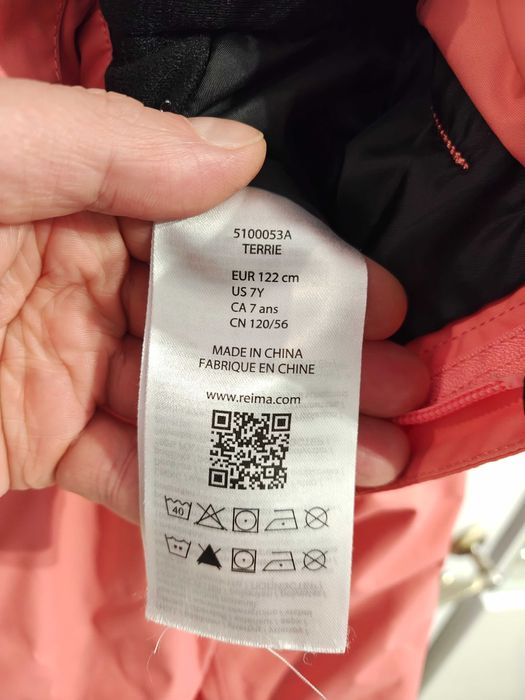 5100053A
TERRIE
EUR 122 cm
US 7Y
CA 7 ans
CN 120/56
MADE IN CHINA
FABRIQUE EN CHINE
www.reima.com
40